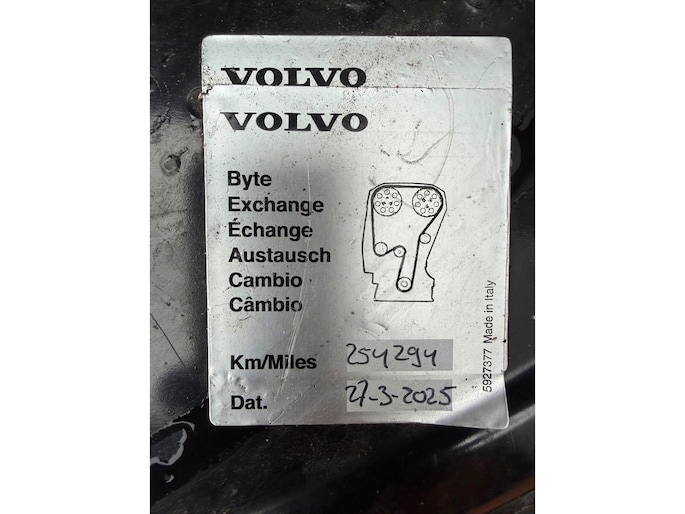 VOLVO
VOLVO
Byte
Exchange
Échange
Austausch
Cambio
Câmbio
Km/Miles 254294
Dat. 27-3-2025
5927377 Made in Italy